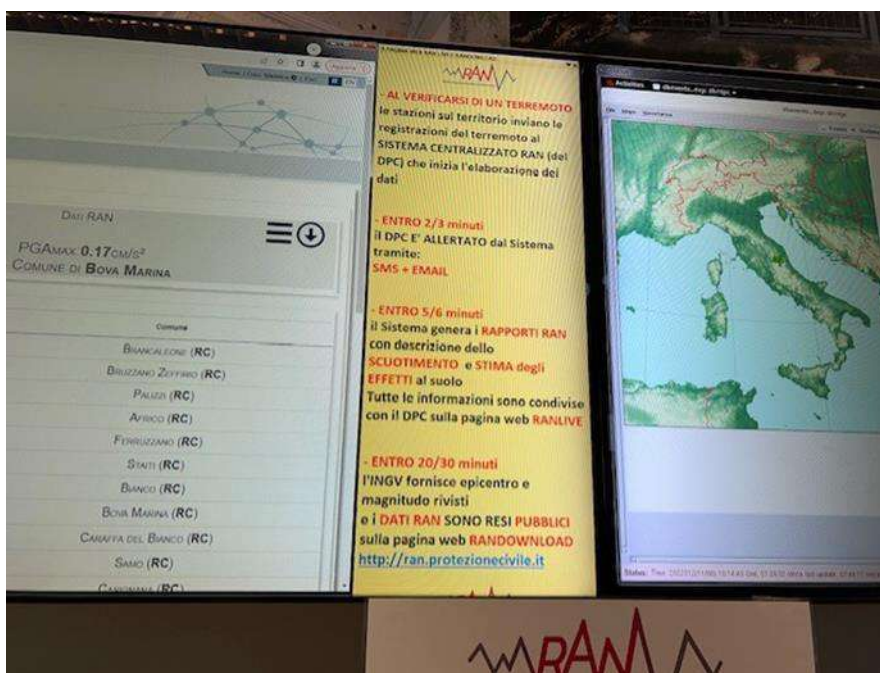 Dati RAN
PGAmax 0.17cm/s²
Comune di Bova Marina
Comune
Brancaleone (RC)
Bruzzano Zeffirio (RC)
Palizzi (RC)
Africo (RC)
Ferruzzano (RC)
Staiti (RC)
Bianco (RC)
Bova Marina (RC)
Caraffa del Bianco (RC)
Samo (RC)
RAN
- AL VERIFICARSI DI UN TERREMOTO
le stazioni sul territorio inviano le
registrazioni del terremoto al
SISTEMA CENTRALIZZATO RAN (del
DPC) che inizia l'elaborazione dei
dati
- ENTRO 2/3 minuti
il DPC E' ALLERTATO dal Sistema
tramite:
SMS + EMAIL
- ENTRO 5/6 minuti
il Sistema genera i RAPPORTI RAN
con descrizione dello
SCUOTIMENTO e STIMA degli
EFFETTI al suolo
Tutte le informazioni sono condivise
con il DPC sulla pagina web RANLIVE
- ENTRO 20/30 minuti
l'INGV fornisce epicentro e
magnitudo rivisti
e i DATI RAN SONO RESI PUBBLICI
sulla pagina web RANDOWNLOAD
http://ran.protezionecivile.it
Activities
Status:
RAN